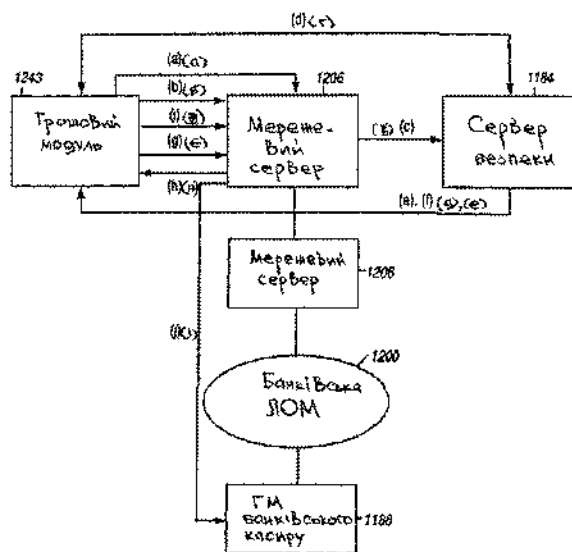 (d)(г)
1243
(a)(а)
1206
1184
Грошовий
модуль
(b)(б)
(g)(є)
(h)(н)
Мереже-
вий
сервер
(c)
Сервер
безпеки
(e), (f)(д),(е)
Мережевий
сервер
1206
1200
Банківська
ЛОМ
ГМ
банківського
касиру
1188